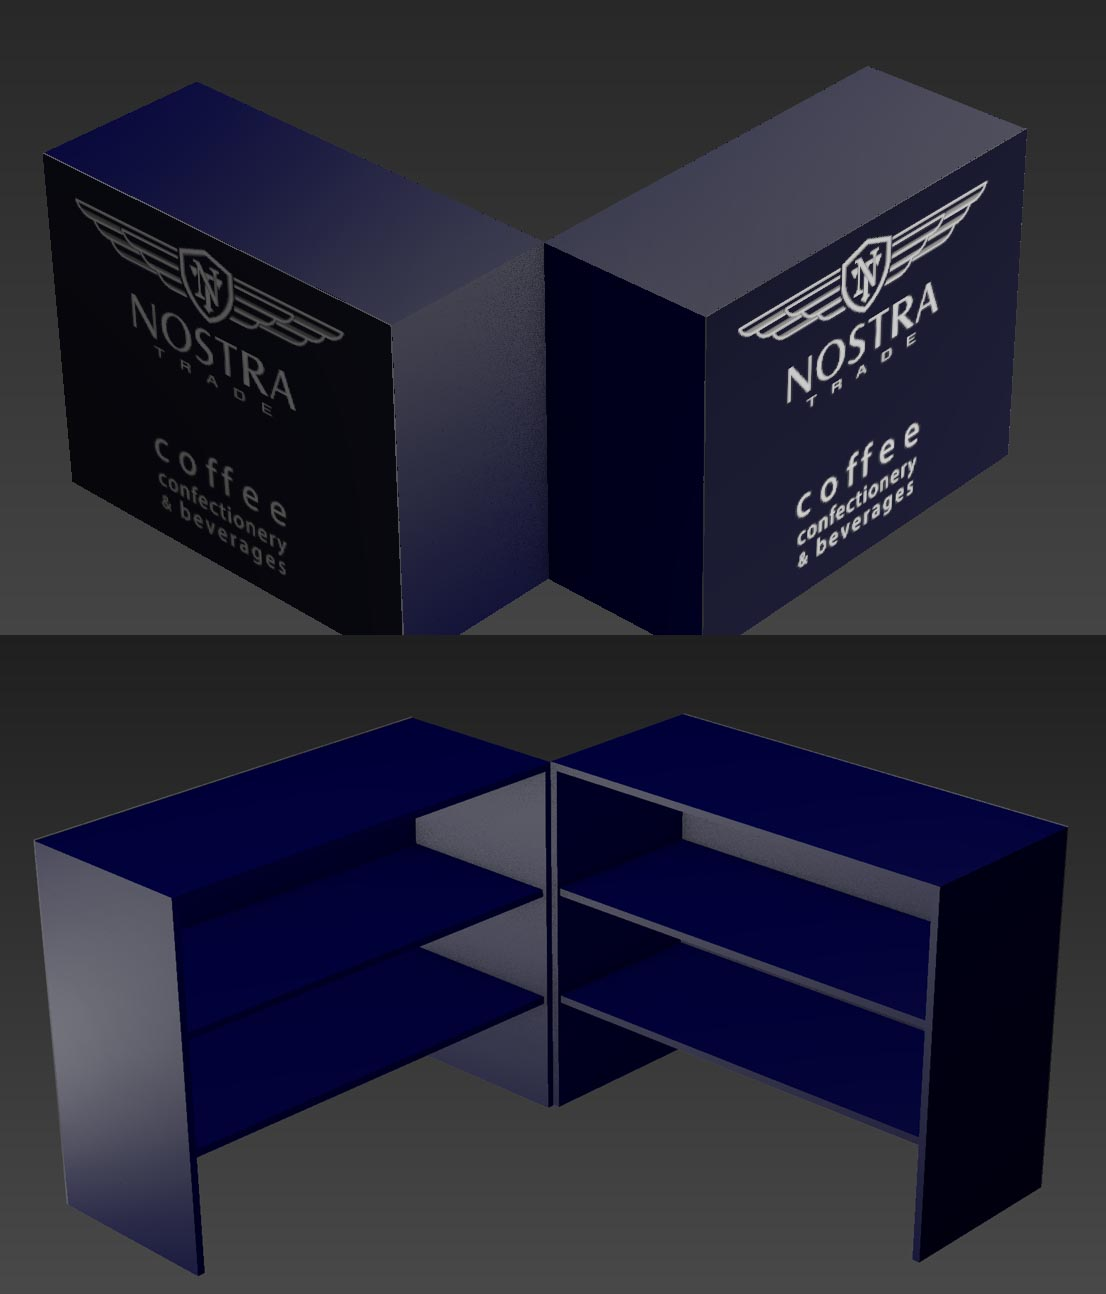 N
NOSTRA
TRADE
coffee
confectionery
& beverages
N
NOSTRA
TRADE
coffee
confectionery
& beverages